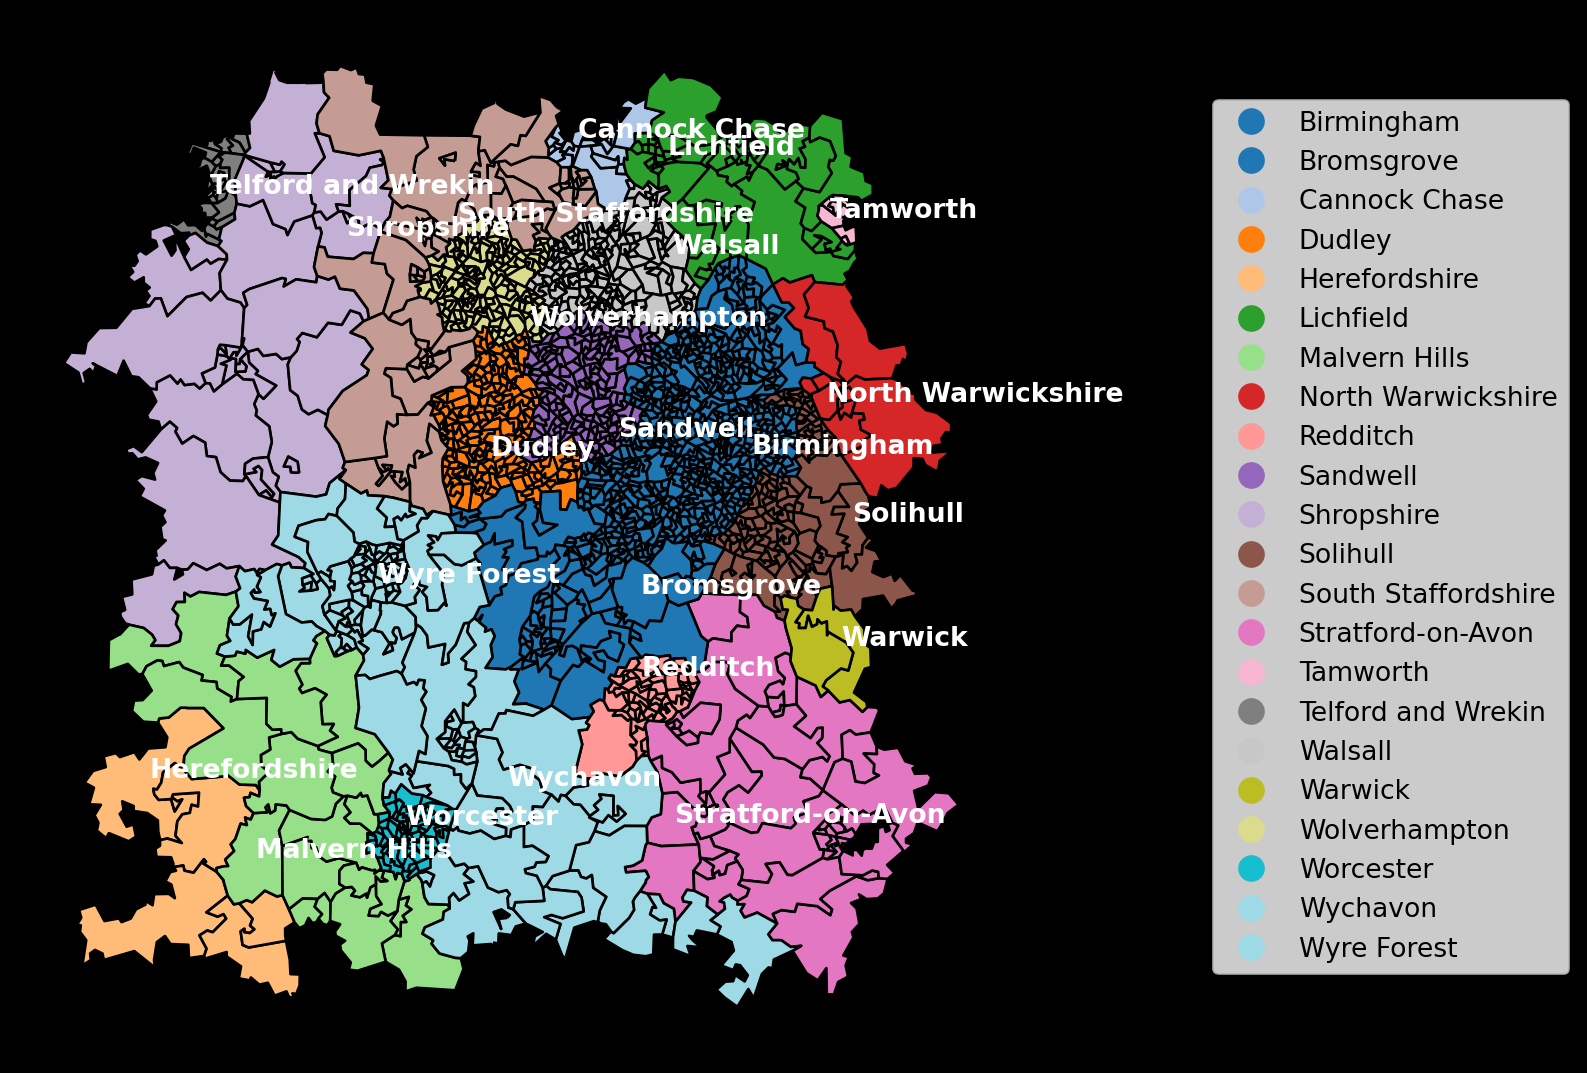 Cannock Chase
Lichfield
Telford and Wrekin
Tamworth
South Staffordshire
Shropshire
Walsall
Wolverhampton
North Warwickshire
Sandwell
Birmingham
Dudley
Solihull
Wyre Forest
Bromsgrove
Warwick
Redditch
Herefordshire
Wychavon
Worcester
Stratford-on-Avon
Malvern Hills
Birmingham
Bromsgrove
Cannock Chase
Dudley
Herefordshire
Lichfield
Malvern Hills
North Warwickshire
Redditch
Sandwell
Shropshire
Solihull
South Staffordshire
Stratford-on-Avon
Tamworth
Telford and Wrekin
Walsall
Warwick
Wolverhampton
Worcester
Wychavon
Wyre Forest